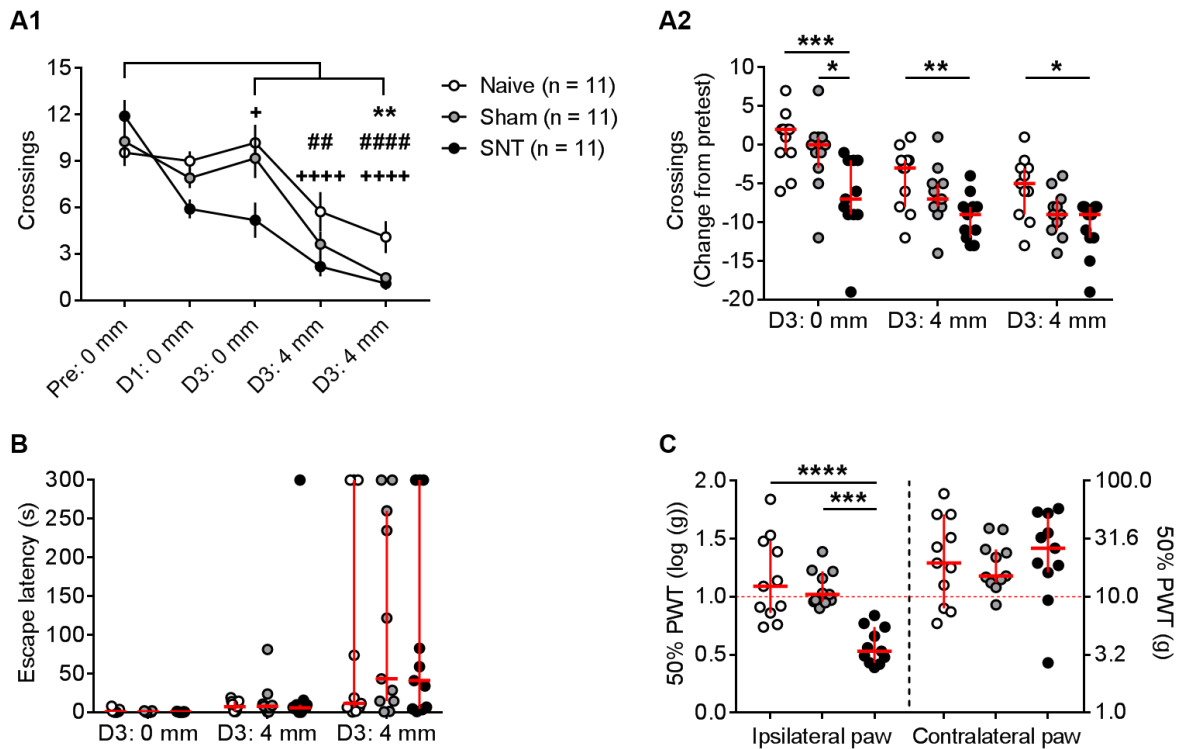 A1
15
12
9
6
3
0
Crossings
+
**
##
####
++++
++++
Naive (n = 11)
Sham (n = 11)
SNT (n = 11)
Pre: 0 mm
D1: 0 mm
D3: 0 mm
D3: 4 mm
D3: 4 mm
A2
***
*
**
*
10
5
0
-5
-10
-15
-20
Crossings
(Change from pretest)
D3: 0 mm
D3: 4 mm
D3: 4 mm
B
300
250
200
150
100
50
0
Escape latency (s)
D3: 0 mm
D3: 4 mm
D3: 4 mm
C
****
***
2.0
1.5
1.0
0.5
0.0
50% PWT (log (g))
100.0
31.6
10.0
3.2
1.0
50% PWT
(g)
Ipsilateral paw
Contralateral paw